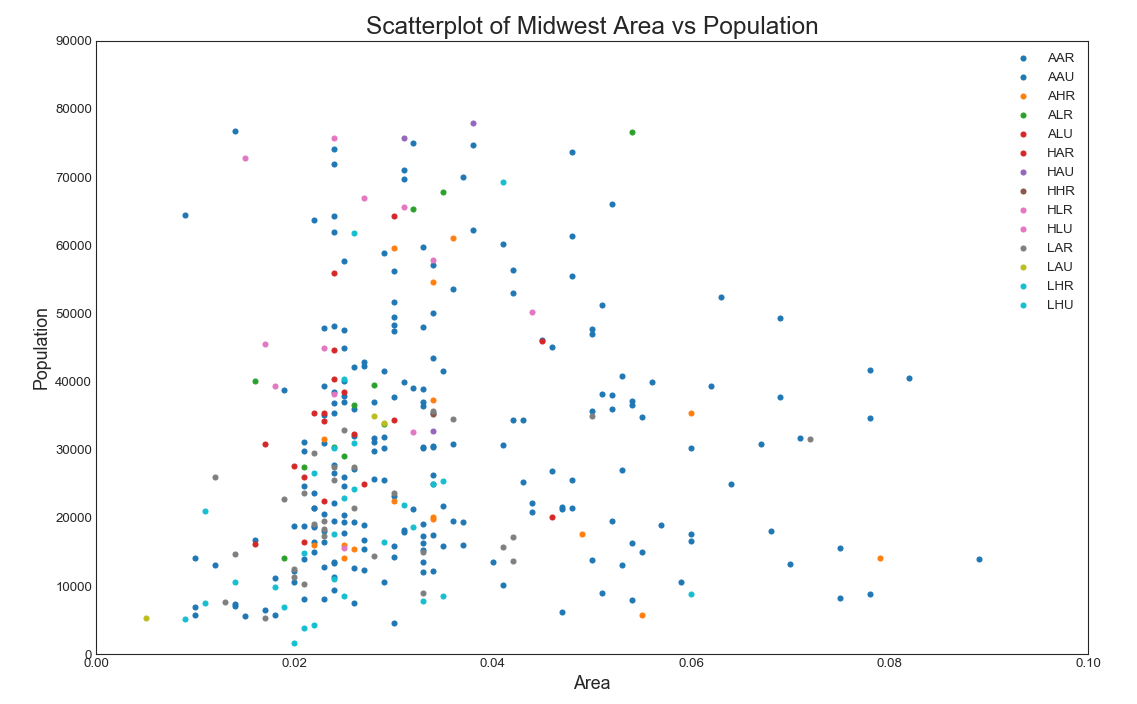 Scatterplot of Midwest Area vs Population
90000
80000
70000
60000
50000
40000
30000
20000
10000
0
Population
AAR
AAU
AHR
ALR
ALU
HAR
HAU
HHR
HLR
HLU
LAR
LAU
LHR
LHU
0.00 0.02 0.04 0.06 0.08 0.10
Area